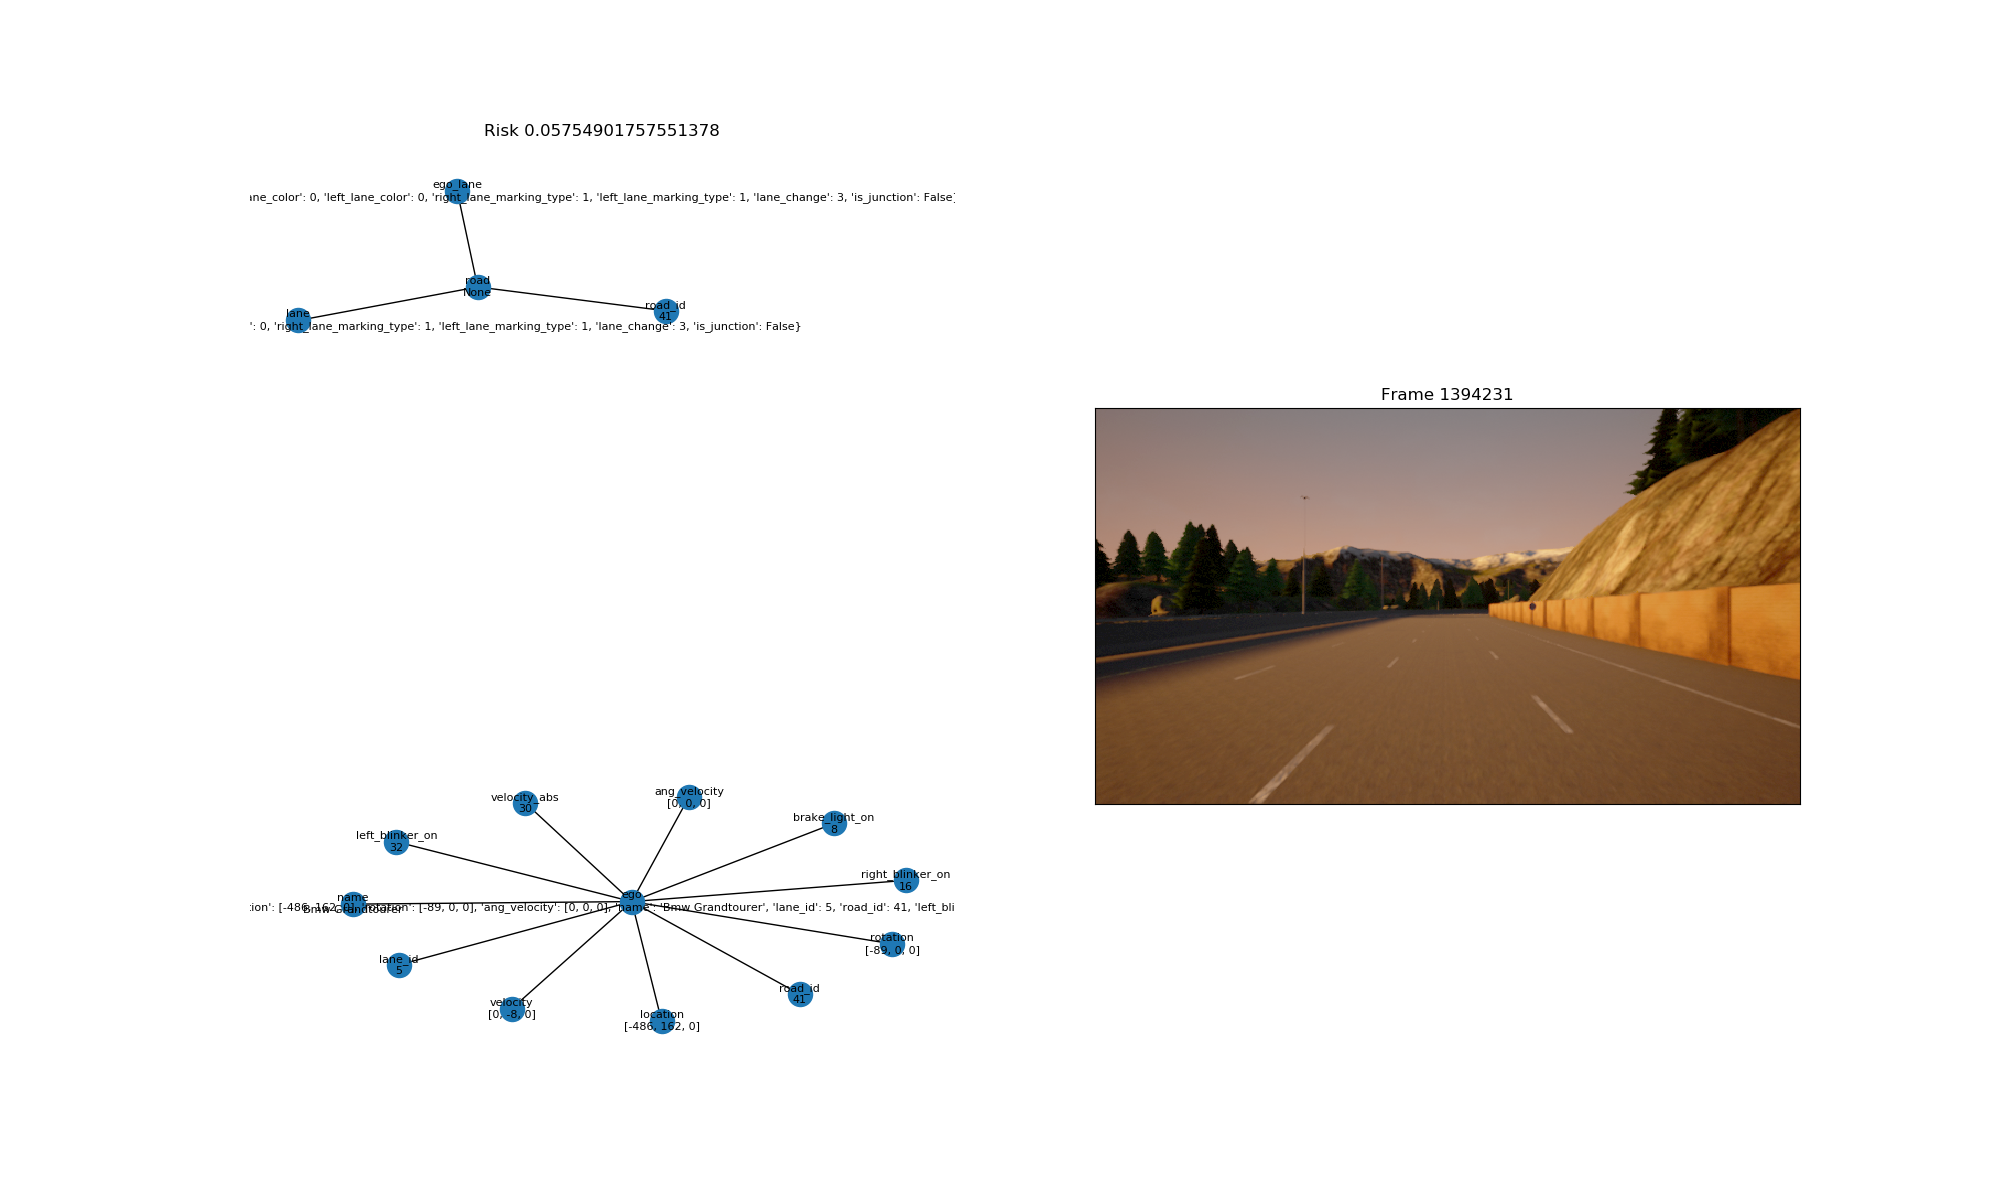 Risk 0.05754901757551378
ego_lane
ane_color': 0, 'left_lane_color': 0, 'right_lane_marking_type': 1, 'left_lane_marking_type': 1, 'lane_change': 3, 'is_junction': False}
road
None
road_id
41
lane
': 0, 'right_lane_marking_type': 1, 'left_lane_marking_type': 1, 'lane_change': 3, 'is_junction': False}
Frame 1394231
velocity_abs
30
ang_velocity
[0, 0, 0]
brake_light_on
8
left_blinker_on
32
right_blinker_on
16
name
Bmw Grandtourer
ego
tion': [-486, 162, 0], 'rotation': [-89, 0, 0], 'ang_velocity': [0, 0, 0], 'name': 'Bmw Grandtourer', 'lane_id': 5, 'road_id': 41, 'left_bli
rotation
[-89, 0, 0]
lane_id
5
road_id
41
velocity
[0, -8, 0]
location
[-486, 162, 0]